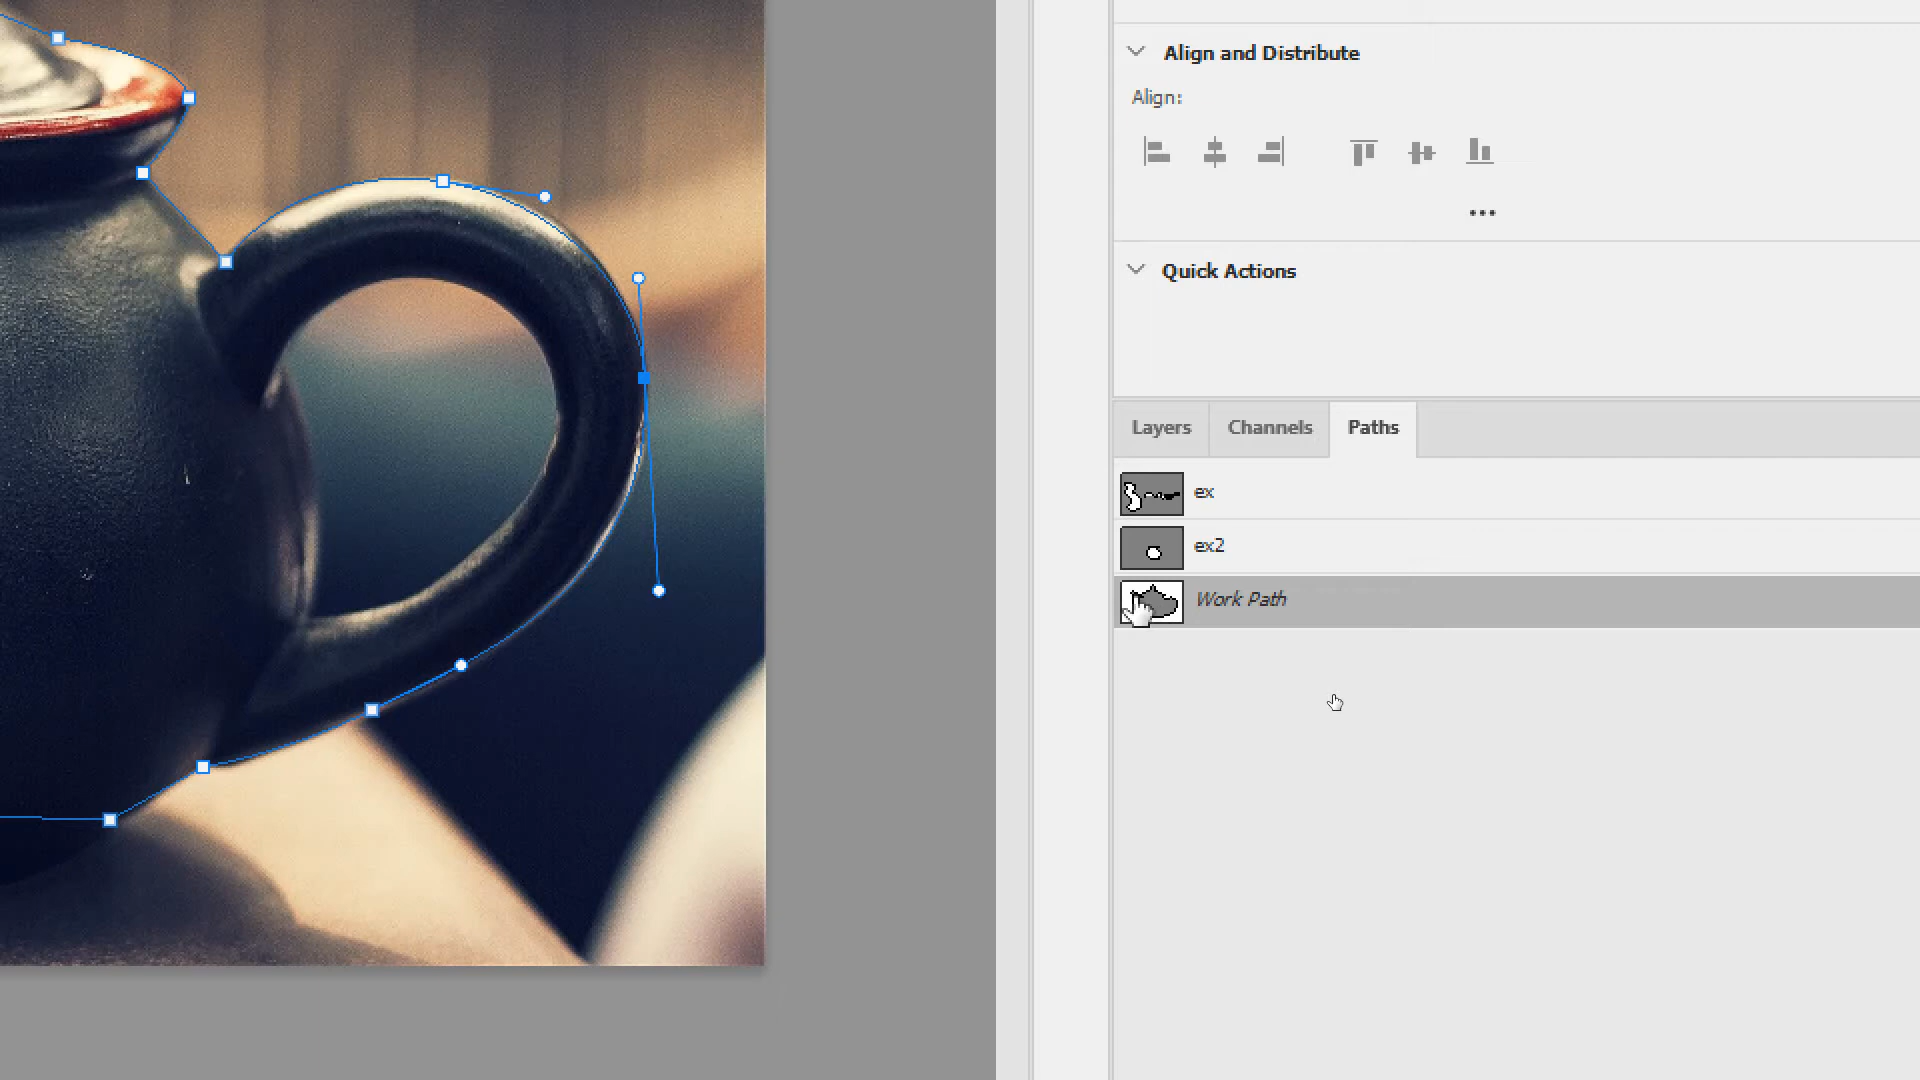 Align and Distribute
Align:
Quick Actions
Layers Channels Paths
ex
ex2
Work Path